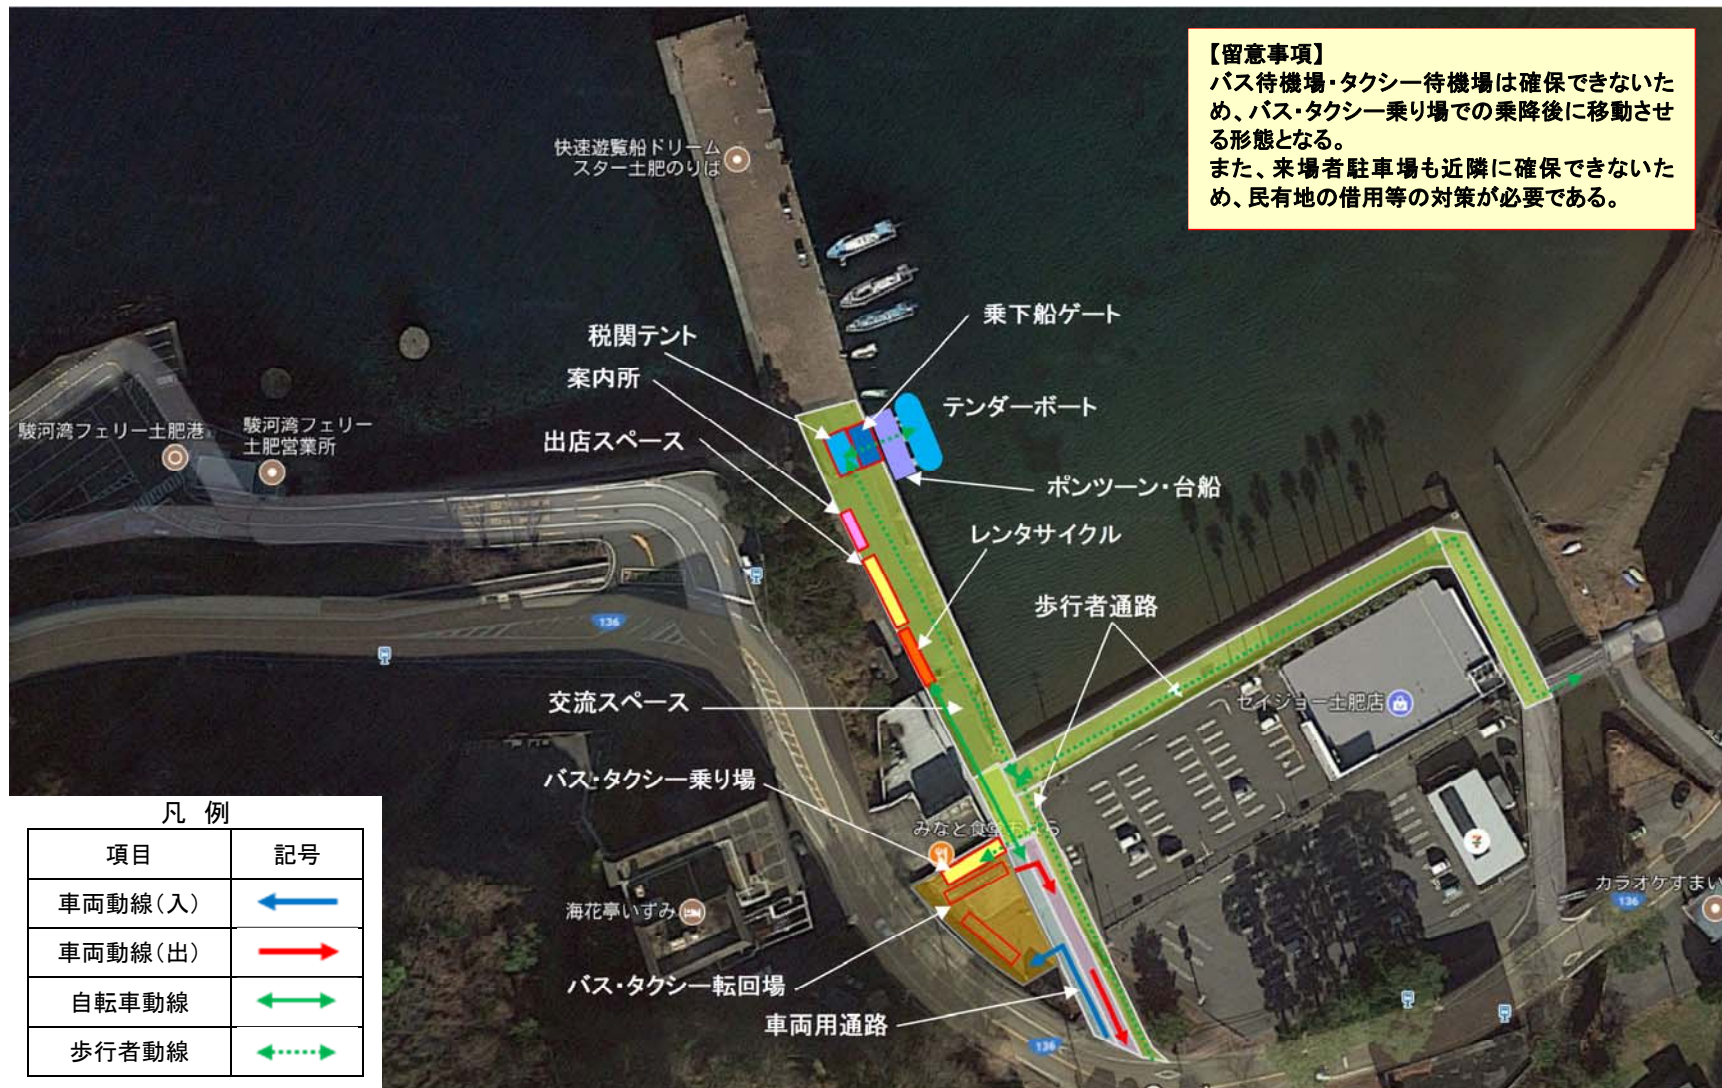 【留意事項】
バス待機場・タクシー待機場は確保できないた
め、バス・タクシー乗り場での乗降後に移動させ
る形態となる。
また、来場者駐車場も近隣に確保できないた
め、民有地の借用等の対策が必要である。
快速遊覧船ドリーム
スター土肥のりば
乗下船ゲート
税関テント
案内所
テンダーボート
駿河湾フェリー土肥港
駿河湾フェリー
土肥営業所
出店スペース
ポンツーン・台船
レンタサイクル
歩行者通路
136
交流スペース
セイジョー土肥店
バス・タクシー乗り場
みなと食堂
海花亭いずみ
カラオケすまい
136
バス・タクシー転回場
車両用通路
136
凡 例
項目 記号
車両動線(入)
車両動線(出)
自転車動線
歩行者動線